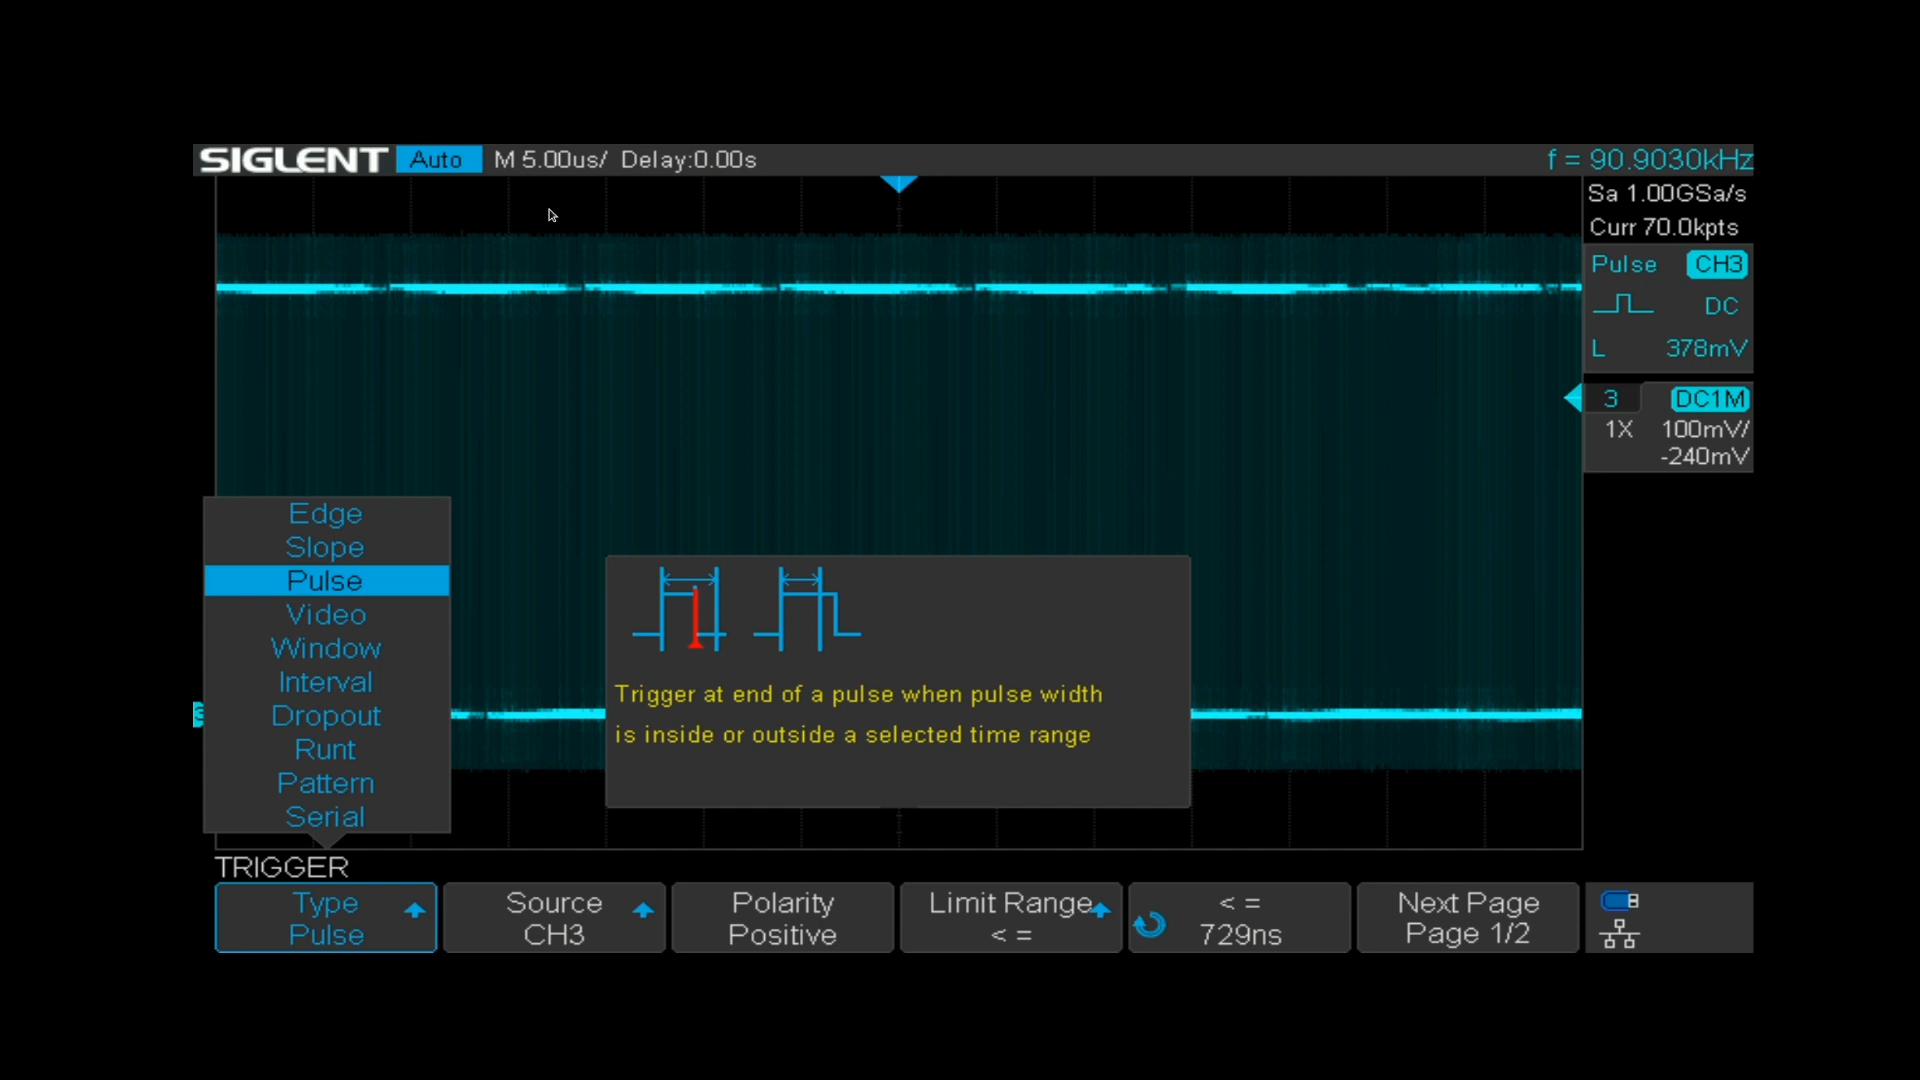 SIGLENT Auto M 5.00us/ Delay:0.00s f = 90.9030kHz
Sa 1.00GSa/s
Curr 70.0kpts
Pulse CH3
DC
L 378mV
3 DC1M
1X 100mV/
-240mV
Edge
Slope
Pulse
Video
Window
Interval
Dropout
Runt
Pattern
Serial
Trigger at end of a pulse when pulse width
is inside or outside a selected time range
3
TRIGGER
Type
Pulse
Source
CH3
Polarity
Positive
Limit Range
< =
< =
729ns
Next Page
Page 1/2